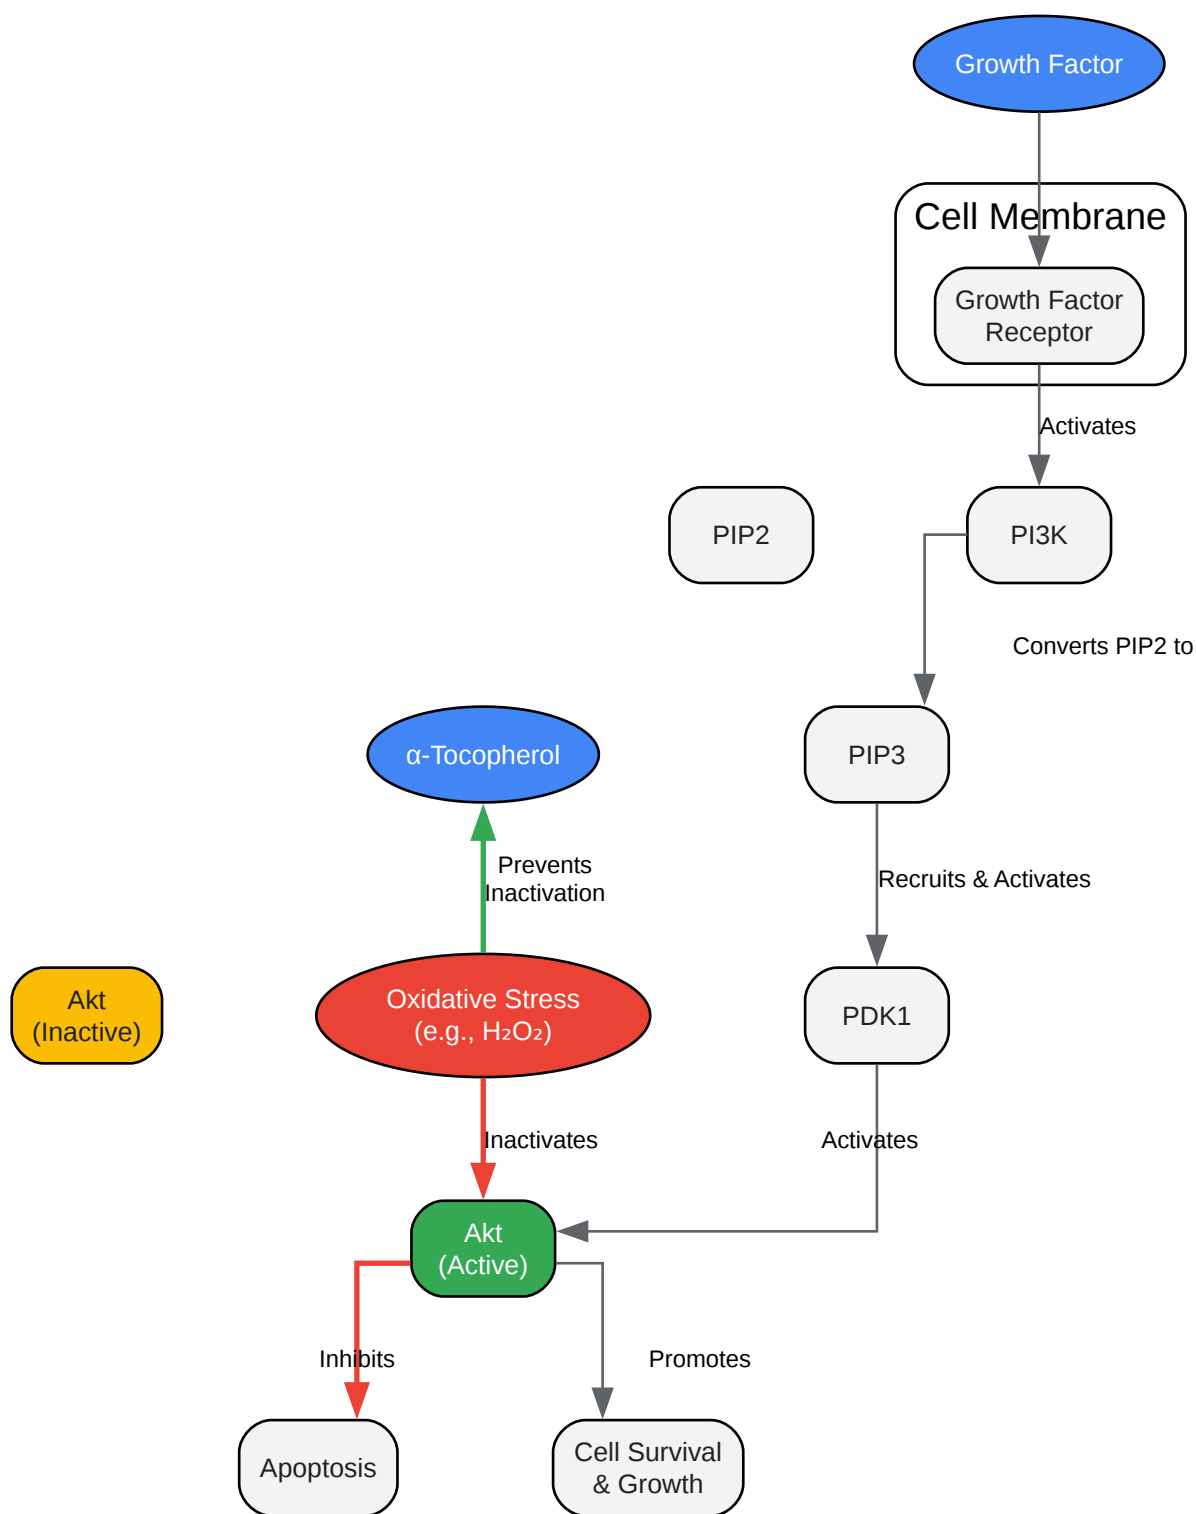 Growth Factor
Cell Membrane
Growth Factor
Receptor
Activates
PIP2
PI3K
Converts PIP2 to
α-Tocopherol
PIP3
Prevents
Inactivation
Recruits & Activates
Akt
(Inactive)
Oxidative Stress
(e.g., H₂O₂)
PDK1
Inactivates
Activates
Akt
(Active)
Inhibits
Promotes
Apoptosis
Cell Survival
& Growth